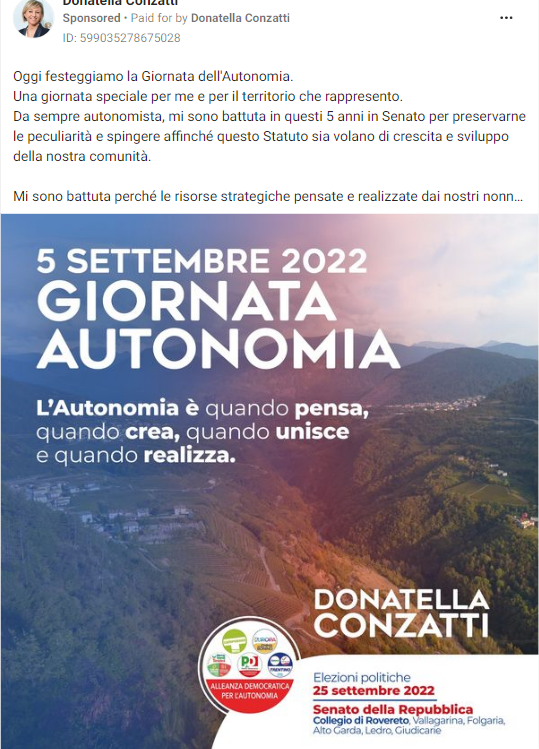 Donatella Conzatti
Sponsored • Paid for by Donatella Conzatti
ID: 599035278675028
Oggi festeggiamo la Giornata dell'Autonomia.
Una giornata speciale per me e per il territorio che rappresento.
Da sempre autonomista, mi sono battuta in questi 5 anni in Senato per preservarne
le peculiarità e spingere affinché questo Statuto sia volano di crescita e sviluppo
della nostra comunità.
Mi sono battuta perché le risorse strategiche pensate e realizzate dai nostri nonn...
5 SETTEMBRE 2022
GIORNATA
AUTONOMIA
L'Autonomia è quando pensa,
quando crea, quando unisce
e quando realizza.
DONATELLA
CONZATTI
PD
TRENTINO
ALLEANZA DEMOCRATICA
PER L'AUTONOMIA
Elezioni politiche
25 settembre 2022
Senato della Repubblica
Collegio di Rovereto, Vallagarina, Folgaria,
Alto Garda, Ledro, Giudicarie